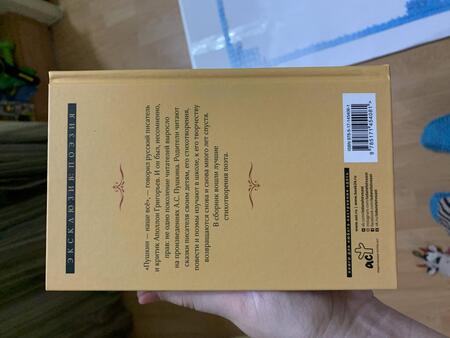 ЭКСКЛЮЗИВ: ПОЭЗИЯ
«Пушкин — наше всё», — говорил русский писатель
и критик Аполлон Григорьев. И он был, несомненно,
прав: не одно поколение читателей выросло
на произведениях А.С. Пушкина. Родители читают
сказки писателя своим детям, его стихотворения,
повести и поэмы изучают в школе, к его творчеству
возвращаются снова и снова много лет спустя.
В сборник вошли лучшие
стихотворения поэта.